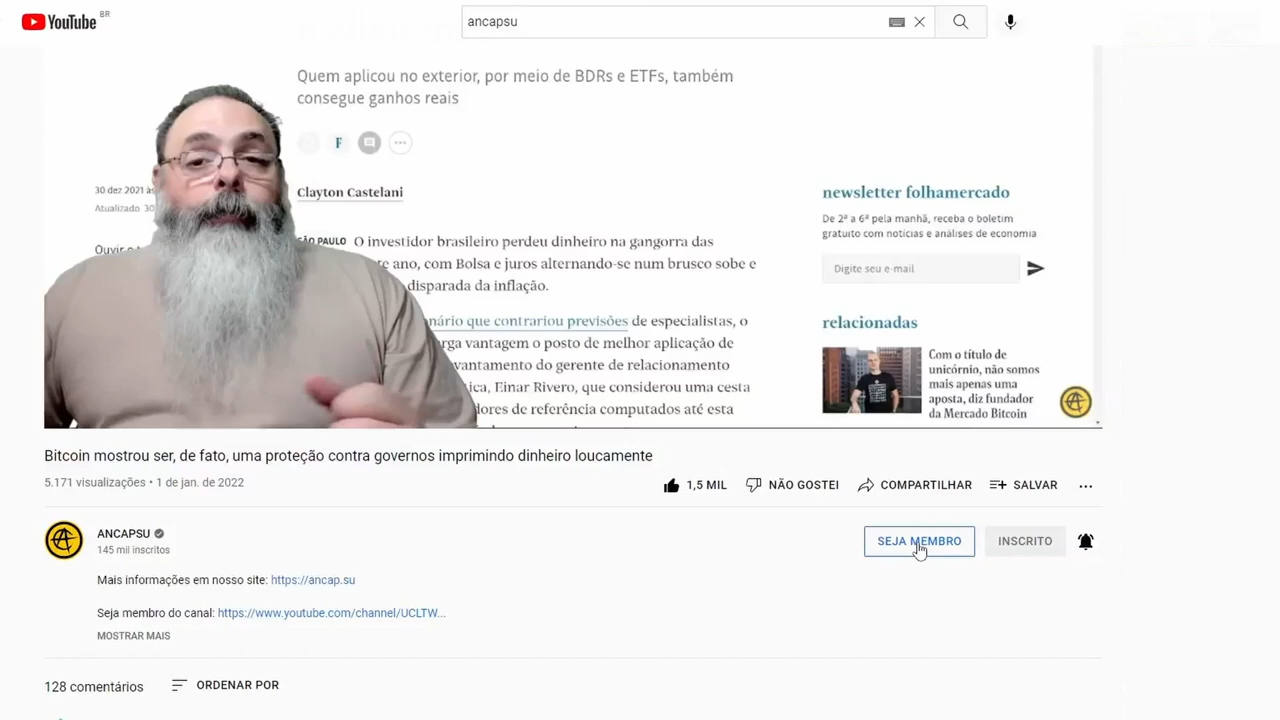 YouTube BR
ancapsu
Quem aplicou no exterior, por meio de BDRs e ETFs, também
consegue ganhos reais
F
30 dez 2021 às
Clayton Castelani
Atualizado 30
Ouvir o
SÃO PAULO O investidor brasileiro perdeu dinheiro na gangorra das
te ano, com Bolsa e juros alternando-se num brusco sobe e
disparada da inflação.
nário que contrariou previsões de especialistas, o
rga vantagem o posto de melhor aplicação de
vantamento do gerente de relacionamento
ica, Einar Rivero, que considerou uma cesta
dores de referência computados até esta
newsletter folhamercado
De 2ª a 6ª pela manhã, receba o boletim
gratuito com notícias e análises de economia
Digite seu e-mail
relacionadas
Com o título de
unicórnio, não somos
mais apenas uma
aposta, diz fundador
da Mercado Bitcoin
Bitcoin mostrou ser, de fato, uma proteção contra governos imprimindo dinheiro loucamente
5.171 visualizações • 1 de jan. de 2022
1,5 MIL NÃO GOSTEI COMPARTILHAR SALVAR
ANCAPSU
145 mil inscritos
SEJA MEMBRO INSCRITO
Mais informações em nosso site: https://ancap.su
Seja membro do canal: https://www.youtube.com/channel/UCLTW...
MOSTRAR MAIS
128 comentários ORDENAR POR